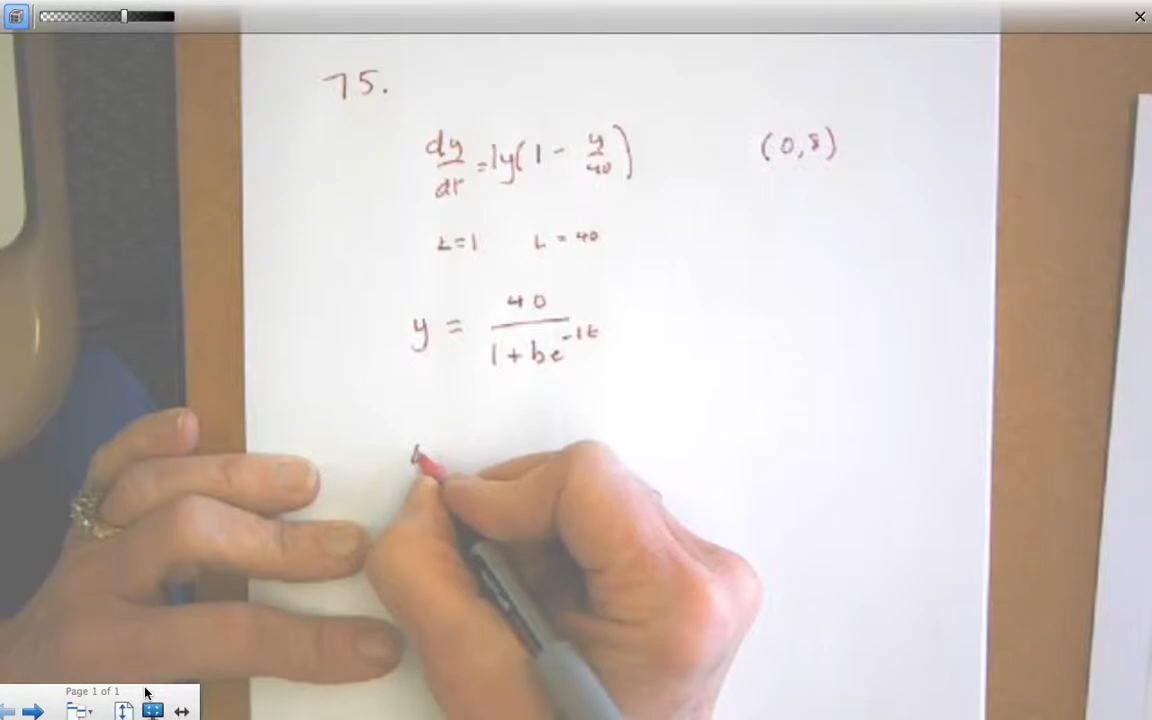 75.
dy/dt = 1y(1 - y/40) (0,8)
k=1 L = 40
y = 40/(1+be^-1t)
Page 1 of 1